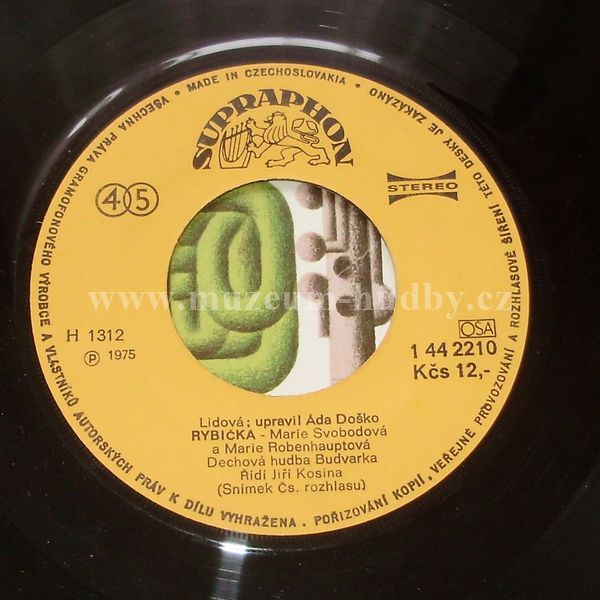 VŠECHNA PRÁVA GRAMOFONOVÉHO VÝROBCE A VLASTNÍKŮ AUTORSKÝCH PRÁV K DÍLU VYHRAŽENA • POŘIZOVÁNÍ KOPIÍ, VEŘEJNÉ PROVOZOVÁNÍ A ROZHLASOVÉ ŠÍŘENÍ TÉTO DESKY JE ZAKÁZÁNO • MADE IN CZECHOSLOVAKIA •
SUPRAPHON
45
STEREO
www.muzeum-hudby.cz
H 1312
Ⓟ 1975
OSA
1 44 2210
Kčs 12,-
Lidová; upravil Áda Doško
RYBIČKA - Marie Svobodová
a Marie Robenhauptová
Dechová hudba Budvarka
Řídí Jiří Kosina
(Snímek Čs. rozhlasu)